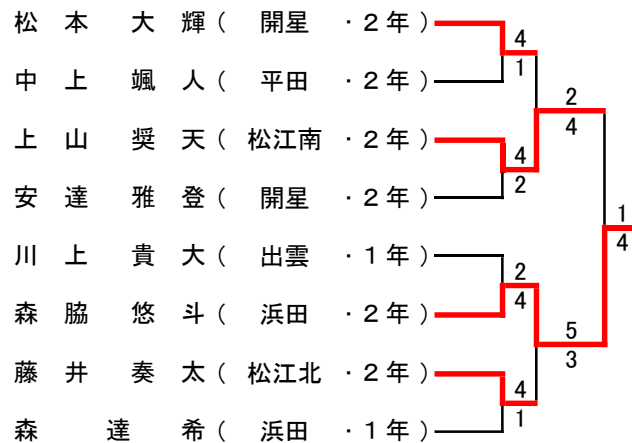 松本 大輝 ( 開星 ・2年 )
4
1
中上 颯人 ( 平田 ・2年 )
2
4
上山 奨天 ( 松江南 ・2年 )
4
2
安達 雅登 ( 開星 ・2年 )
1
4
川上 貴大 ( 出雲 ・1年 )
2
4
森脇 悠斗 ( 浜田 ・2年 )
5
3
藤井 奏太 ( 松江北 ・2年 )
4
1
森 達希 ( 浜田 ・1年 )